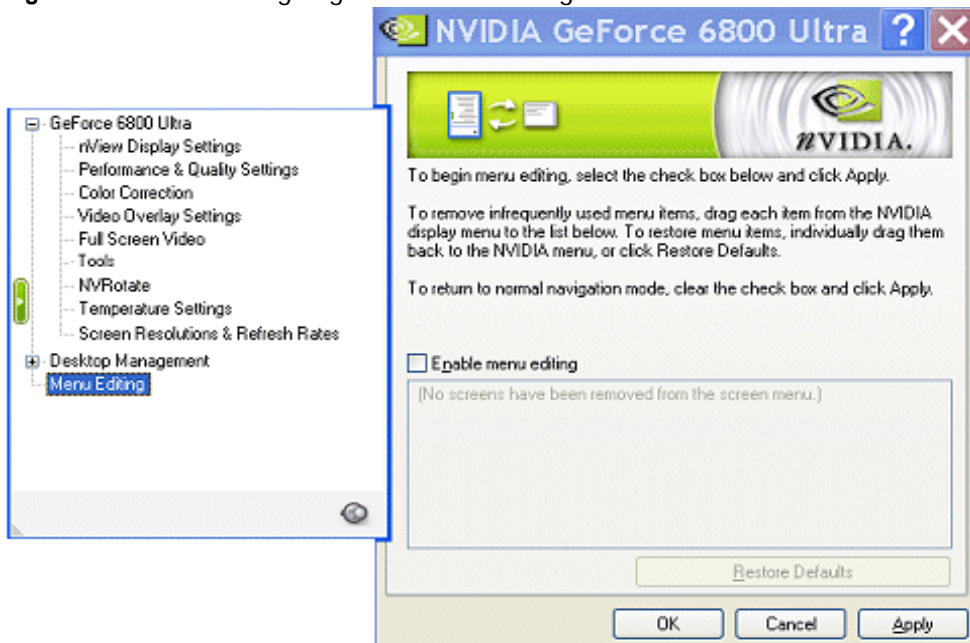 NVIDIA GeForce 6800 Ultra
GeForce 6800 Ultra
nView Display Settings
Performance & Quality Settings
Color Correction
Video Overlay Settings
Full Screen Video
Tools
NVRotate
Temperature Settings
Screen Resolutions & Refresh Rates
Desktop Management
Menu Editing
nVIDIA.
To begin menu editing, select the check box below and click Apply.
To remove infrequently used menu items, drag each item from the NVIDIA
display menu to the list below. To restore menu items, individually drag them
back to the NVIDIA menu, or click Restore Defaults.
To return to normal navigation mode, clear the check box and click Apply.
Enable menu editing
(No screens have been removed from the screen menu.)
Restore Defaults
OK Cancel Apply